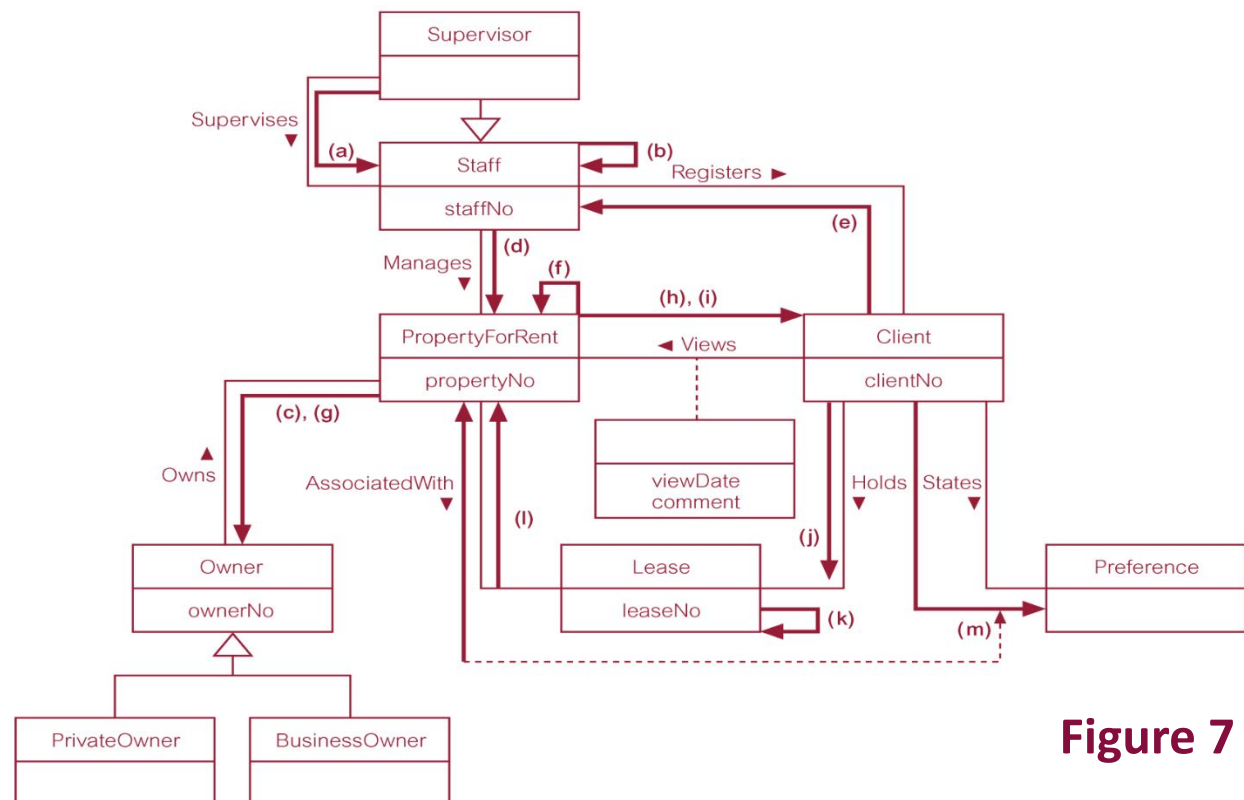 Supervisor
Supervises
▼
(a)
Staff
(b)
Registers ►
staffNo
(e)
(d)
Manages
▼
(f)
(h), (i)
PropertyForRent
◄ Views
Client
propertyNo
clientNo
(c), (g)
▲
Owns
AssociatedWith
▼
viewDate
comment
Holds
▼
States
▼
(l)
(j)
Owner
Lease
Preference
ownerNo
leaseNo
(k)
(m)
PrivateOwner
BusinessOwner
Figure 7